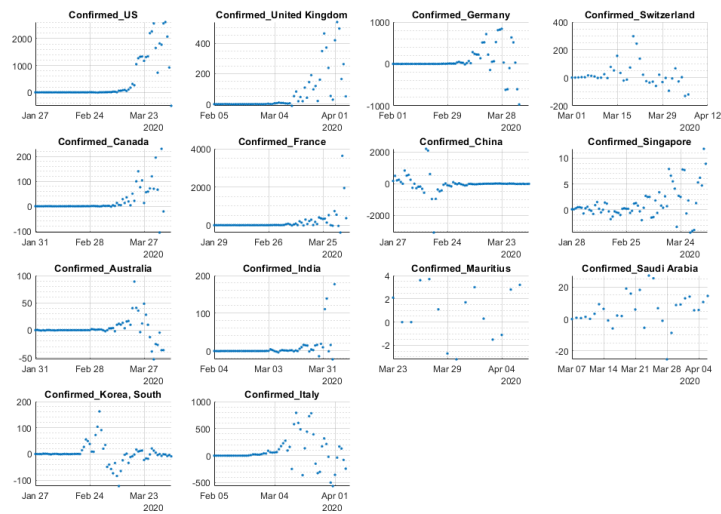 Confirmed_US
2000
1000
0
Jan 27
Feb 24
Mar 23
2020
Confirmed_United Kingdom
400
200
0
Feb 05
Mar 04
Apr 01
2020
Confirmed_Germany
1000
0
-1000
Feb 01
Feb 29
Mar 28
2020
Confirmed_Switzerland
400
200
0
-200
Mar 01
Mar 15
Mar 29
Apr 12
2020
Confirmed_Canada
200
100
0
-100
Jan 31
Feb 28
Mar 27
2020
Confirmed_France
4000
2000
0
Jan 29
Feb 26
Mar 25
2020
Confirmed_China
2000
0
-2000
Jan 27
Feb 24
Mar 23
2020
Confirmed_Singapore
10
5
0
Jan 28
Feb 25
Mar 24
2020
Confirmed_Australia
100
50
0
-50
Jan 31
Feb 28
Mar 27
2020
Confirmed_India
200
100
0
Feb 04
Mar 03
Mar 31
2020
Confirmed_Mauritius
4
2
0
-2
Mar 23
Mar 29
Apr 04
2020
Confirmed_Saudi Arabia
20
0
-20
Mar 07
Mar 14
Mar 21
Mar 28
Apr 04
2020
Confirmed_Korea, South
200
100
0
-100
Jan 27
Feb 24
Mar 23
2020
Confirmed_Italy
1000
500
0
-500
Feb 05
Mar 04
Apr 01
2020